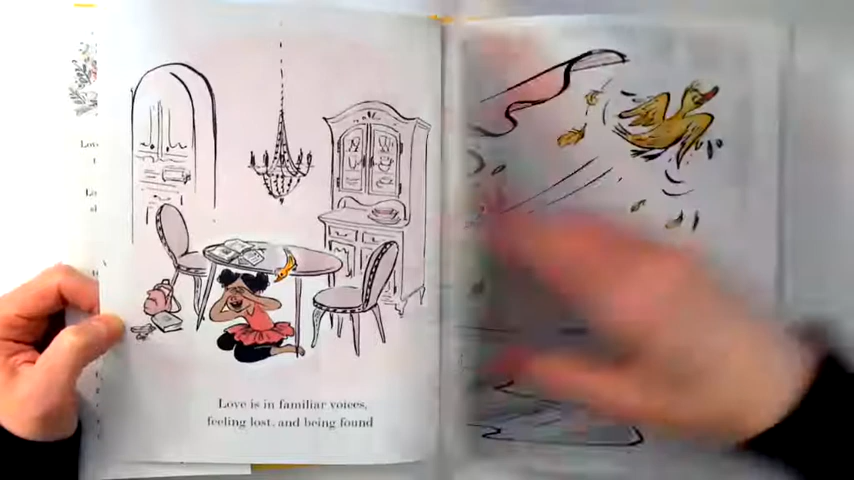 Love is in familiar voices,
feeling lost, and being found.